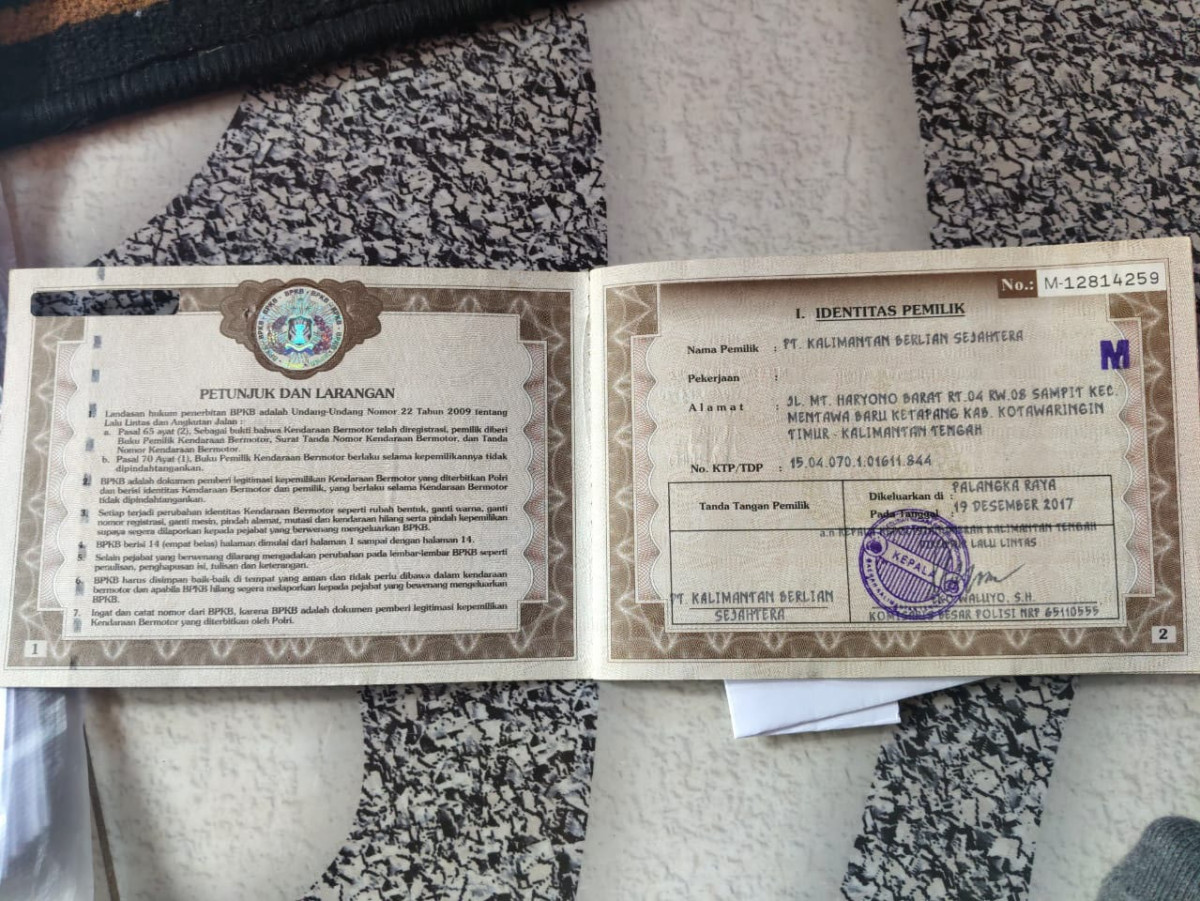 BPKB
PETUNJUK DAN LARANGAN
1. Landasan hukum penerbitan BPKB adalah Undang-Undang Nomor 22 Tahun 2009 tentang
Lalu Lintas dan Angkutan Jalan :
a. Pasal 65 ayat (2), Sebagai bukti bahwa Kendaraan Bermotor telah diregistrasi, pemilik diberi
Buku Pemilik Kendaraan Bermotor, Surat Tanda Nomor Kendaraan Bermotor, dan Tanda
Nomor Kendaraan Bermotor.
b. Pasal 70 Ayat (1), Buku Pemilik Kendaraan Bermotor berlaku selama kepemilikannya tidak
dipindahtangankan.
2. BPKB adalah dokumen pemberi legitimasi kepemilikan Kendaraan Bermotor yang diterbitkan Polri
dan berisi identitas Kendaraan Bermotor dan pemilik, yang berlaku selama Kendaraan Bermotor
tidak dipindahtangankan.
3. Setiap terjadi perubahan identitas Kendaraan Bermotor seperti rubah bentuk, ganti warna, ganti
nomor registrasi, ganti mesin, pindah alamat, mutasi dan kendaraan hilang serta pindah kepemilikan
supaya segera dilaporkan kepada pejabat yang berwenang mengeluarkan BPKB.
4. BPKB berisi 14 (empat belas) halaman dimulai dari halaman 1 sampai dengan halaman 14.
5. Selain pejabat yang berwenang dilarang mengadakan perubahan pada lembar-lembar BPKB seperti
penulisan, penghapusan isi, tulisan dan keterangan.
6. BPKB harus disimpan baik-baik di tempat yang aman dan tidak perlu dibawa dalam kendaraan
bermotor dan apabila BPKB hilang segera melaporkan kepada pejabat yang bewenang mengeluarkan
BPKB.
7. Ingat dan catat nomor dari BPKB, karena BPKB adalah dokumen pemberi legitimasi kepemilikan
Kendaraan Bermotor yang diterbitkan oleh Polri.
1
No.: M-12814259
I. IDENTITAS PEMILIK
Nama Pemilik : PT. KALIMANTAN BERLIAN SEJAHTERA
M
Pekerjaan :
Alamat : JL. MT. HARYONO BARAT RT.04 RW.08 SAMPIT KEC.
MENTAWA BARU KETAPANG KAB. KOTAWARINGIN
TIMUR - KALIMANTAN TENGAH
No. KTP/TDP : 15.04.070.1.01611.844
Tanda Tangan Pemilik
Dikeluarkan di : PALANGKA RAYA
Pada Tanggal 19 DESEMBER 2017
a.n KEPALA KALIMANTAN TENGAH
LALU LINTAS
KEPALA
PT. KALIMANTAN BERLIAN
SEJAHTERA
WALUYO, S.H.
KOMISARIS BESAR POLISI NRP 65110555
2